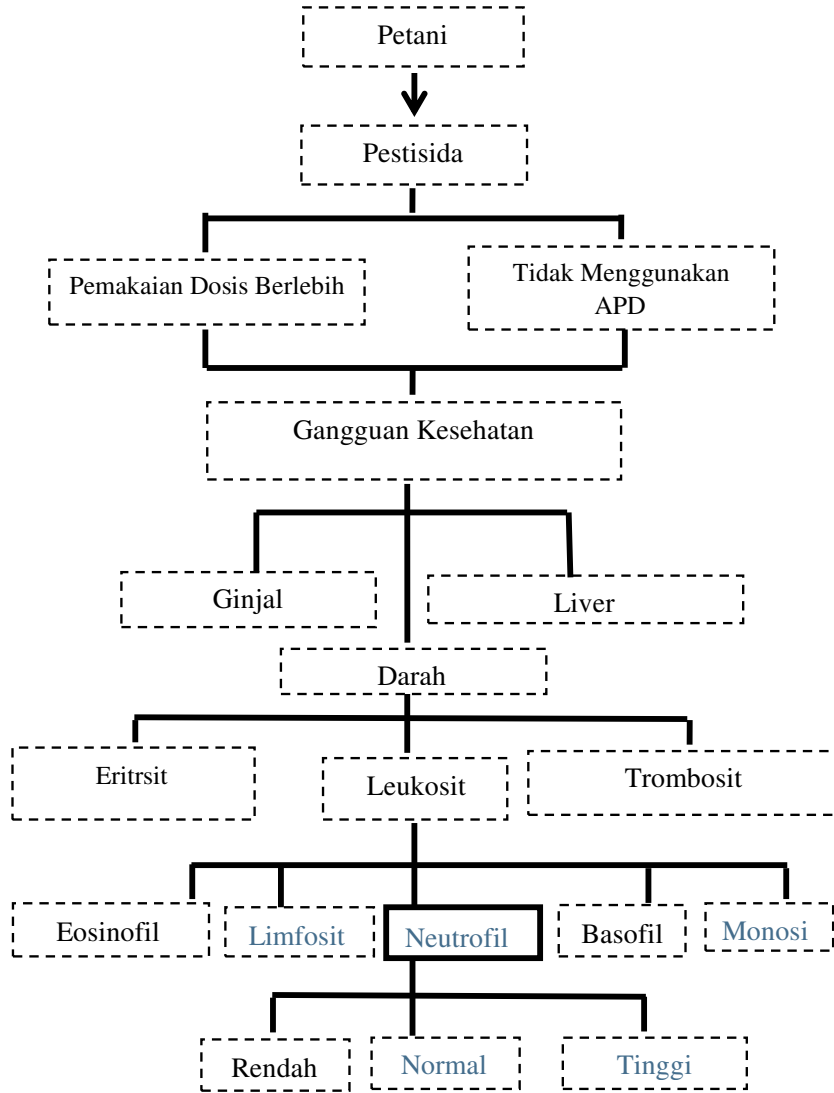 Petani
Pestisida
Pemakaian Dosis Berlebih
Tidak Menggunakan
APD
Gangguan Kesehatan
Ginjal
Liver
Darah
Eritrsit
Leukosit
Trombosit
Eosinofil
Limfosit
Neutrofil
Basofil
Monosi
Rendah
Normal
Tinggi